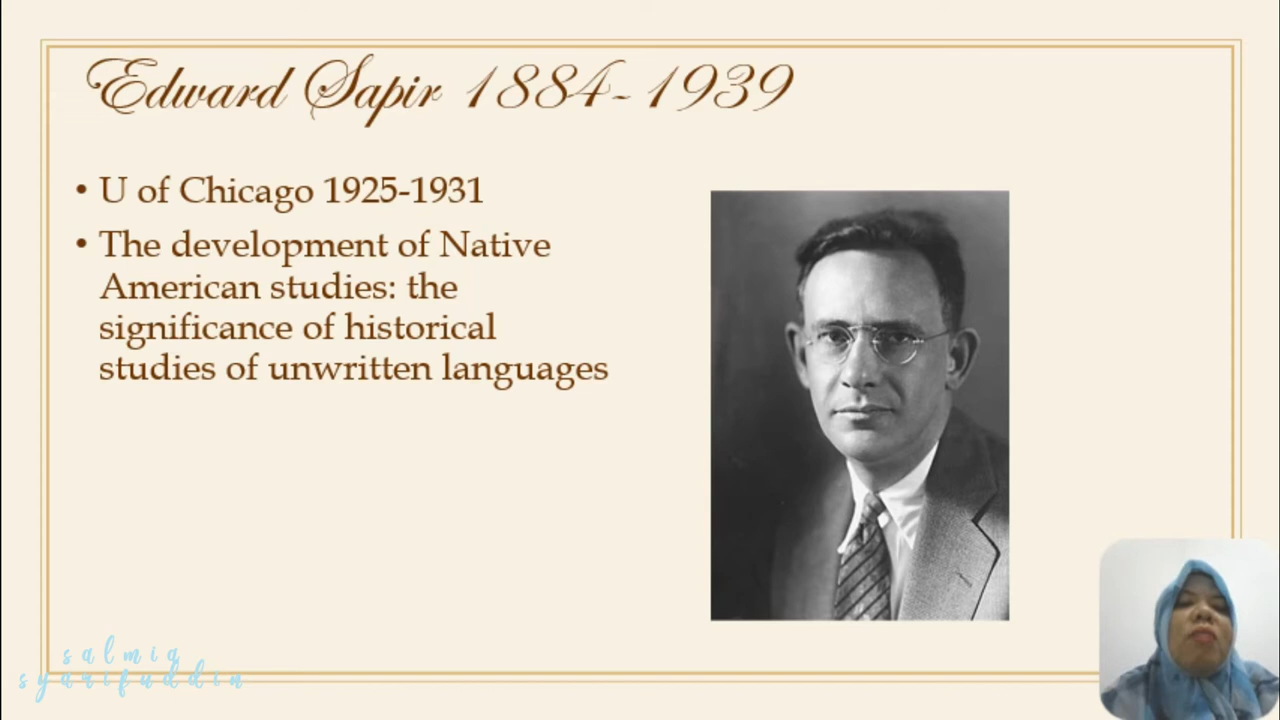 Edward Sapir 1884-1939
• U of Chicago 1925-1931
• The development of Native
American studies: the
significance of historical
studies of unwritten languages
salmia
syarifuddin